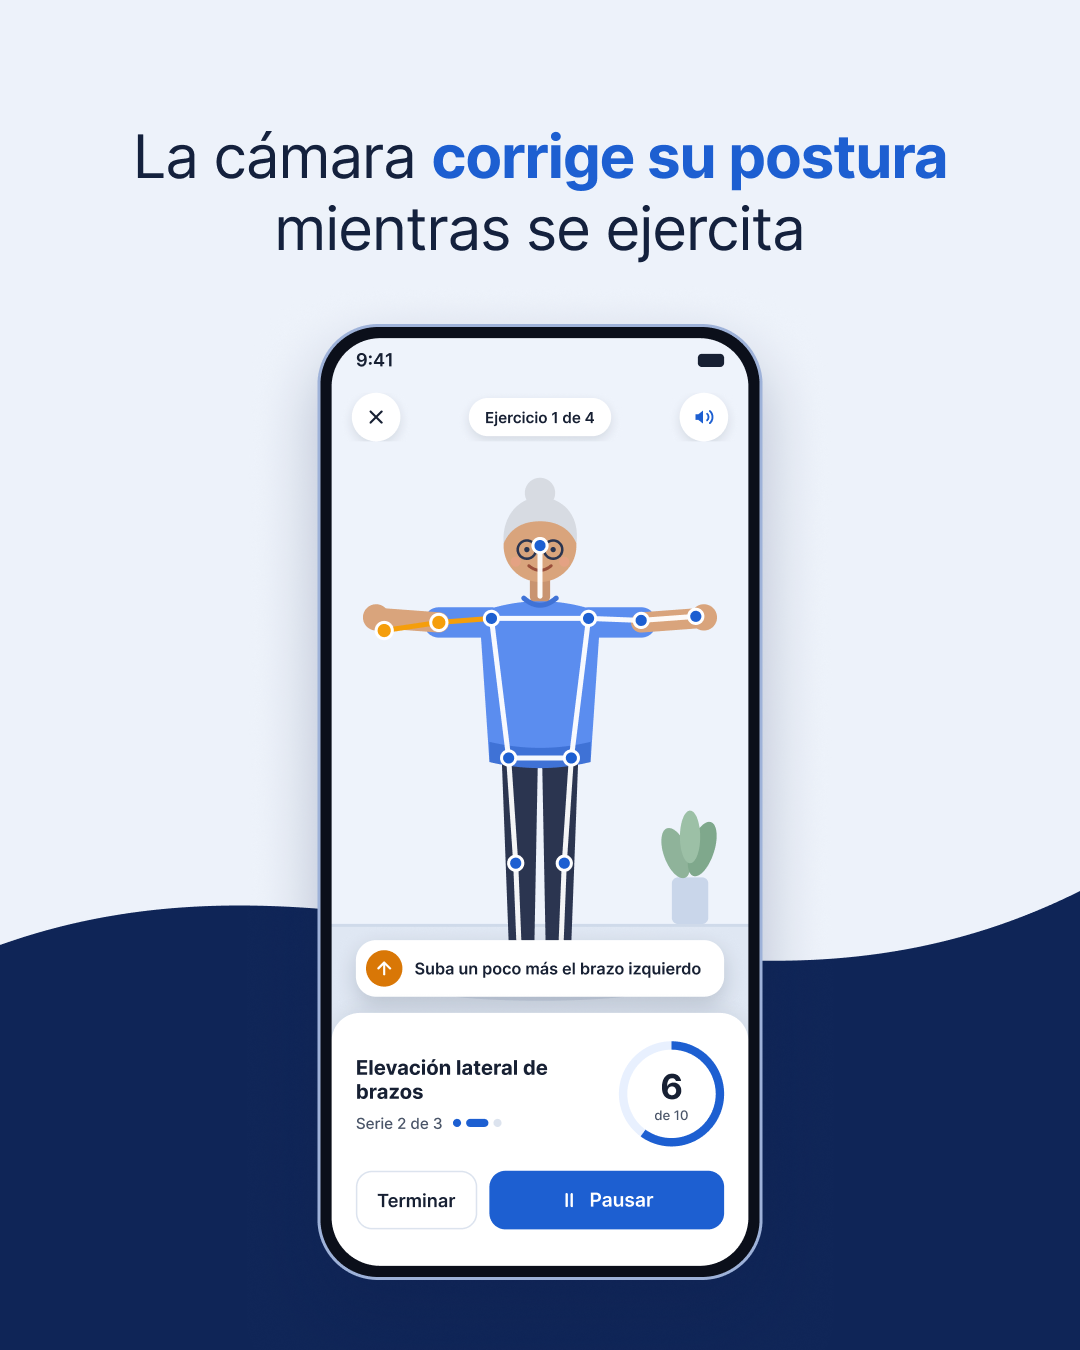 La cámara corrige su postura
mientras se ejercita
9:41
Ejercicio 1 de 4
Suba un poco más el brazo izquierdo
Elevación lateral de
brazos
Serie 2 de 3
6
de 10
Terminar
Pausar